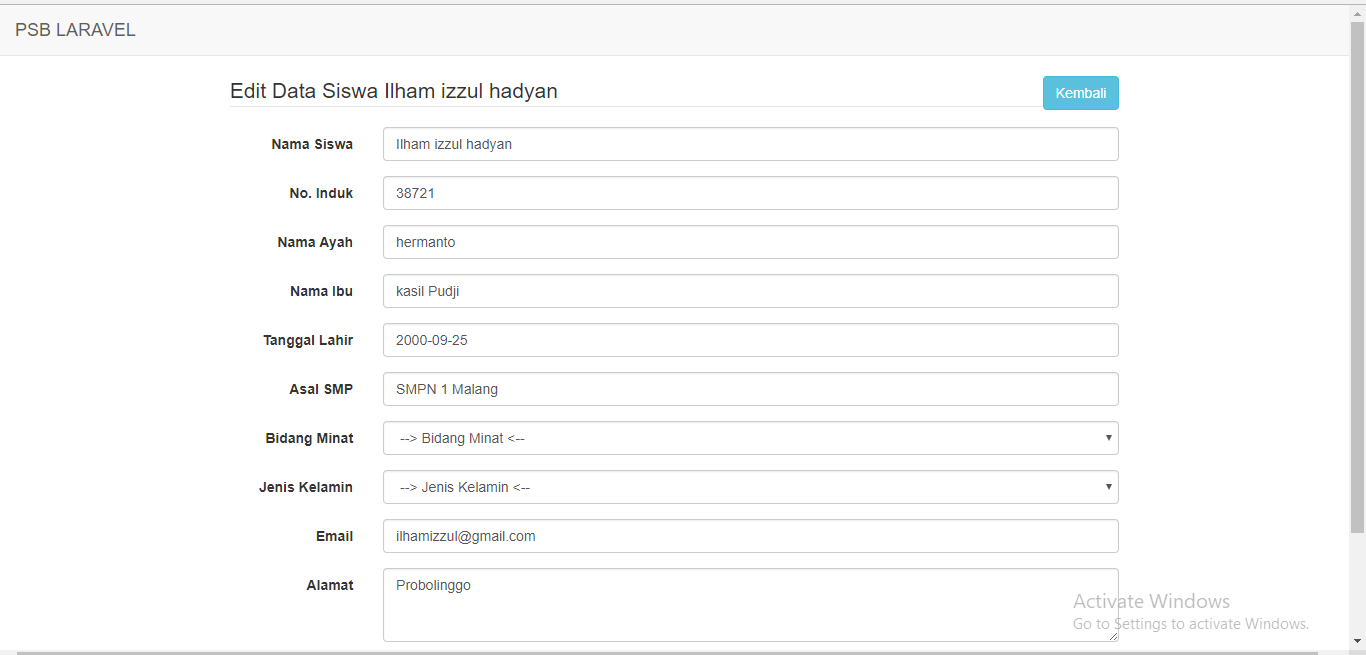 PSB LARAVEL
Edit Data Siswa Ilham izzul hadyan
Kembali
Nama Siswa Ilham izzul hadyan
No. Induk 38721
Nama Ayah hermanto
Nama Ibu kasil Pudji
Tanggal Lahir 2000-09-25
Asal SMP SMPN 1 Malang
Bidang Minat --> Bidang Minat <--
Jenis Kelamin --> Jenis Kelamin <--
Email ilhamizzul@gmail.com
Alamat Probolinggo
Activate Windows
Go to Settings to activate Windows.